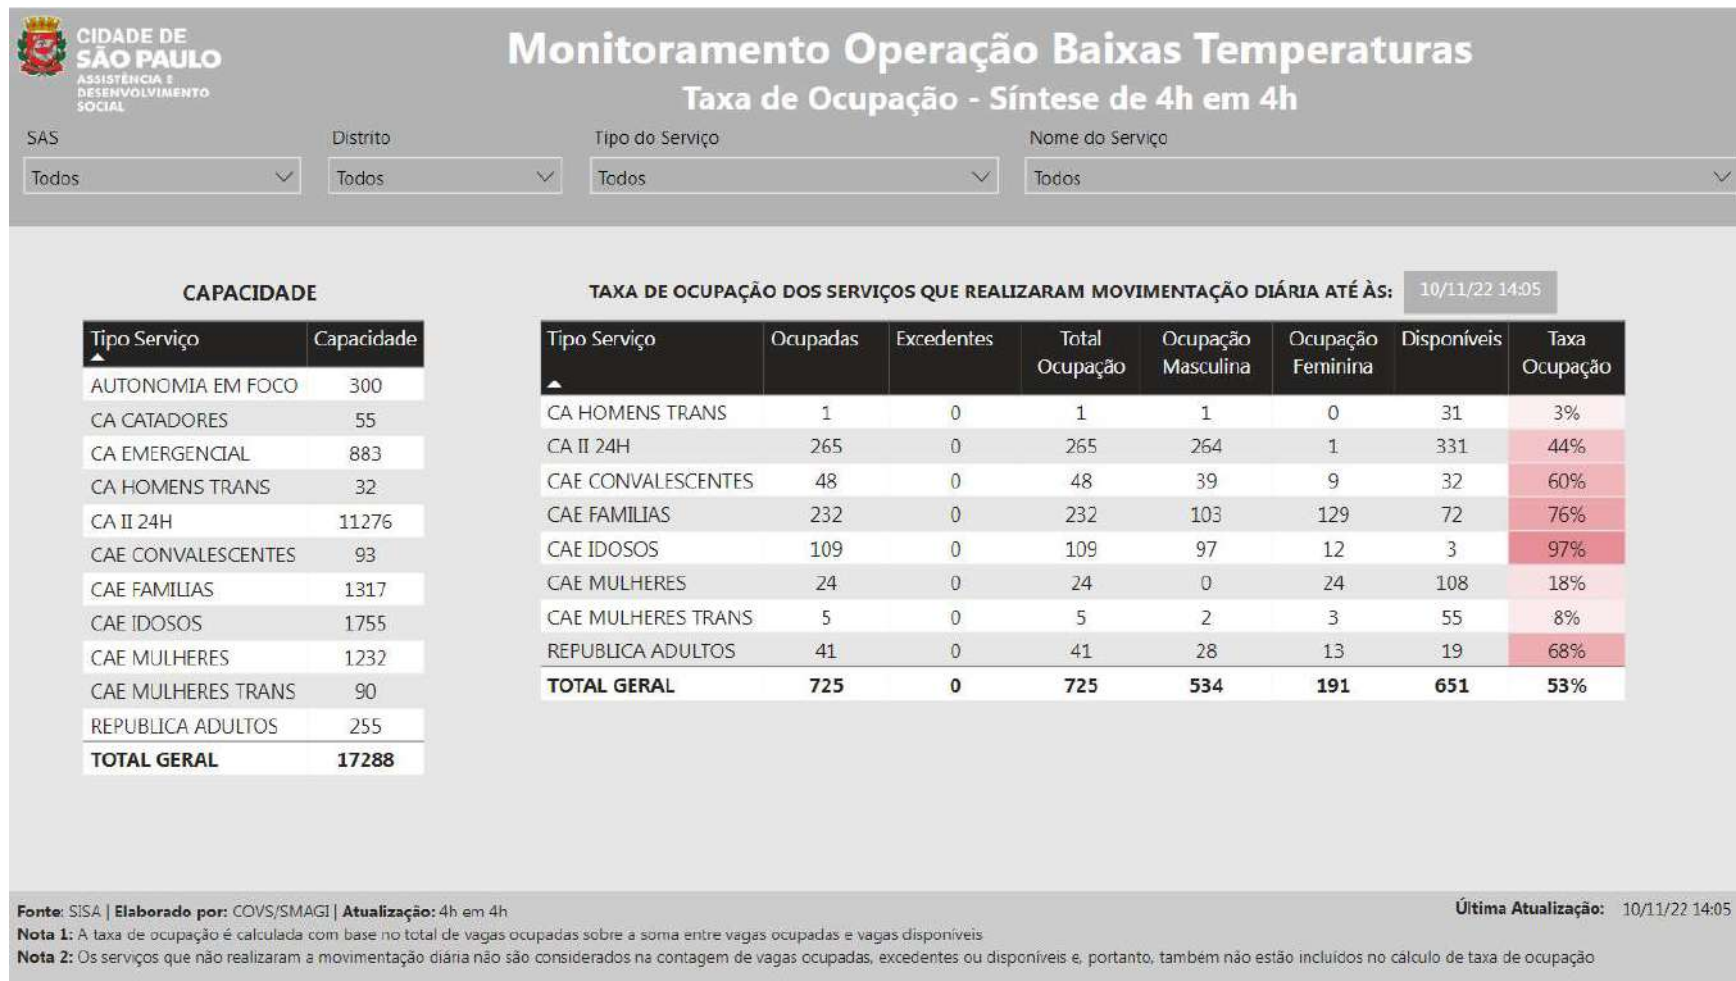 CIDADE DE
SÃO PAULO
ASSISTÊNCIA E
DESENVOLVIMENTO
SOCIAL
Monitoramento Operação Baixas Temperaturas
Taxa de Ocupação - Síntese de 4h em 4h
SAS Distrito Tipo do Serviço Nome do Serviço
Todos Todos Todos Todos
CAPACIDADE
Tipo Serviço Capacidade
AUTONOMIA EM FOCO 300
CA CATADORES 55
CA EMERGENCIAL 883
CA HOMENS TRANS 32
CA II 24H 11276
CAE CONVALESCENTES 93
CAE FAMILIAS 1317
CAE IDOSOS 1755
CAE MULHERES 1232
CAE MULHERES TRANS 90
REPUBLICA ADULTOS 255
TOTAL GERAL 17288
TAXA DE OCUPAÇÃO DOS SERVIÇOS QUE REALIZARAM MOVIMENTAÇÃO DIÁRIA ATÉ ÀS: 10/11/22 14:05
Tipo Serviço Ocupadas Excedentes Total Ocupação Ocupação Masculina Ocupação Feminina Disponíveis Taxa Ocupação
CA HOMENS TRANS 1 0 1 1 0 31 3%
CA II 24H 265 0 265 264 1 331 44%
CAE CONVALESCENTES 48 0 48 39 9 32 60%
CAE FAMILIAS 232 0 232 103 129 72 76%
CAE IDOSOS 109 0 109 97 12 3 97%
CAE MULHERES 24 0 24 0 24 108 18%
CAE MULHERES TRANS 5 0 5 2 3 55 8%
REPUBLICA ADULTOS 41 0 41 28 13 19 68%
TOTAL GERAL 725 0 725 534 191 651 53%
Fonte: SISA | Elaborado por: COVS/SMAGI | Atualização: 4h em 4h
Última Atualização: 10/11/22 14:05
Nota 1: A taxa de ocupação é calculada com base no total de vagas ocupadas sobre a soma entre vagas ocupadas e vagas disponíveis
Nota 2: Os serviços que não realizaram a movimentação diária não são considerados na contagem de vagas ocupadas, excedentes ou disponíveis e, portanto, também não estão incluídos no cálculo de taxa de ocupação